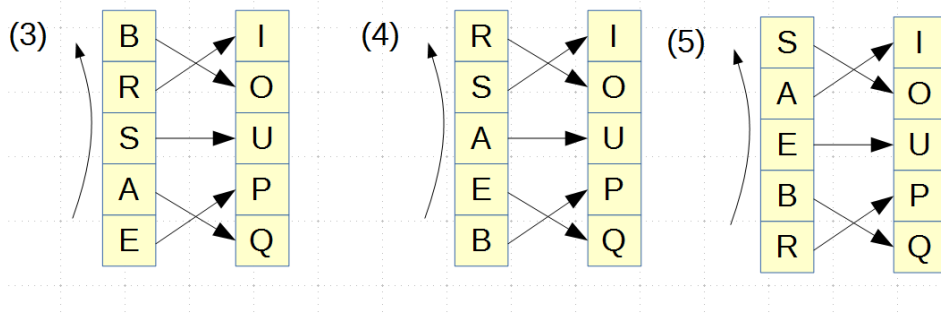 (3) B I (4) R I (5) S I
R O S O A O
S U A U E U
A P E P B P
E Q B Q R Q